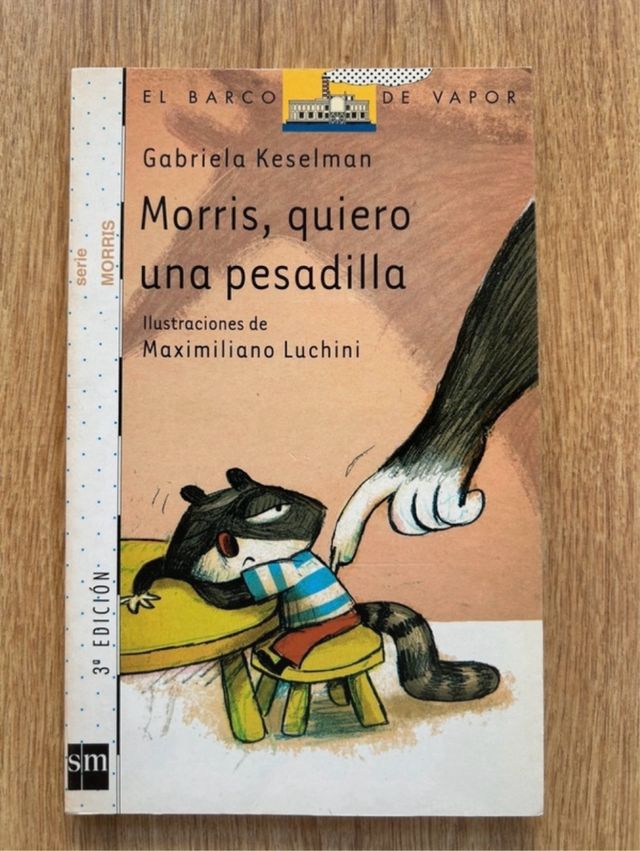 EL BARCO DE VAPOR
Gabriela Keselman
Morris, quiero
una pesadilla
Ilustraciones de
Maximiliano Luchini
serie
MORRIS
3ª EDICIÓN
sm